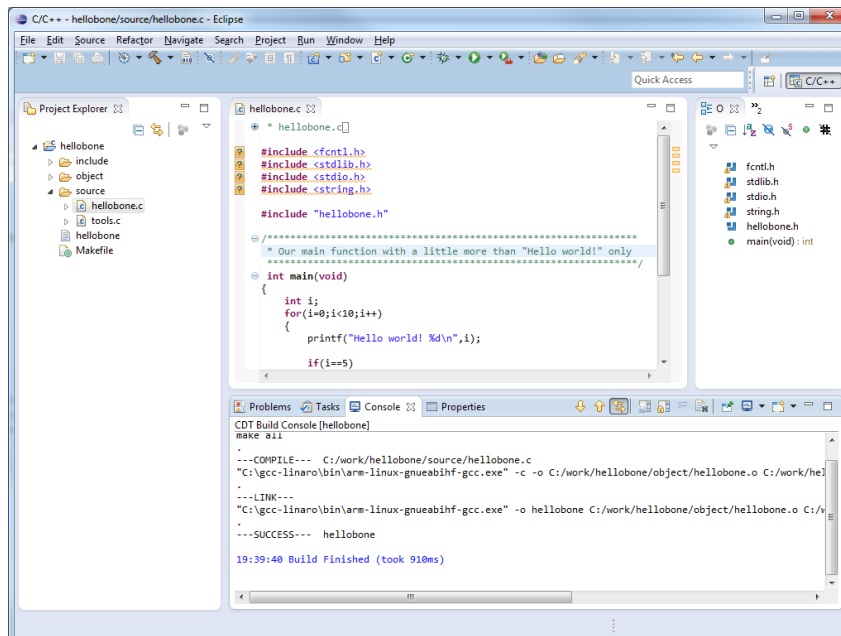 C/C++ - hellobone/source/hellobone.c - Eclipse
File Edit Source Refactor Navigate Search Project Run Window Help
Quick Access
C/C++
Project Explorer
hellobone
include
object
source
hellobone.c
tools.c
hellobone
Makefile
hellobone.c
* hellobone.c
#include <fcntl.h>
#include <stdlib.h>
#include <stdio.h>
#include <string.h>
#include "hellobone.h"
/****************************************************************
* Our main function with a little more than "Hello world!" only
****************************************************************/
int main(void)
{
int i;
for(i=0;i<10;i++)
{
printf("Hello world! %d\n",i);
if(i==5)
O
»2
fcntl.h
stdlib.h
stdio.h
string.h
hellobone.h
main(void) : int
Problems Tasks Console Properties
CDT Build Console [hellobone]
make all
.
---COMPILE--- C:/work/hellobone/source/hellobone.c
"C:\gcc-linaro\bin\arm-linux-gnueabihf-gcc.exe" -c -o C:/work/hellobone/object/hellobone.o C:/work/hel
.
---LINK---
"C:\gcc-linaro\bin\arm-linux-gnueabihf-gcc.exe" -o hellobone C:/work/hellobone/object/hellobone.o C:/w
.
---SUCCESS--- hellobone
19:39:40 Build Finished (took 910ms)